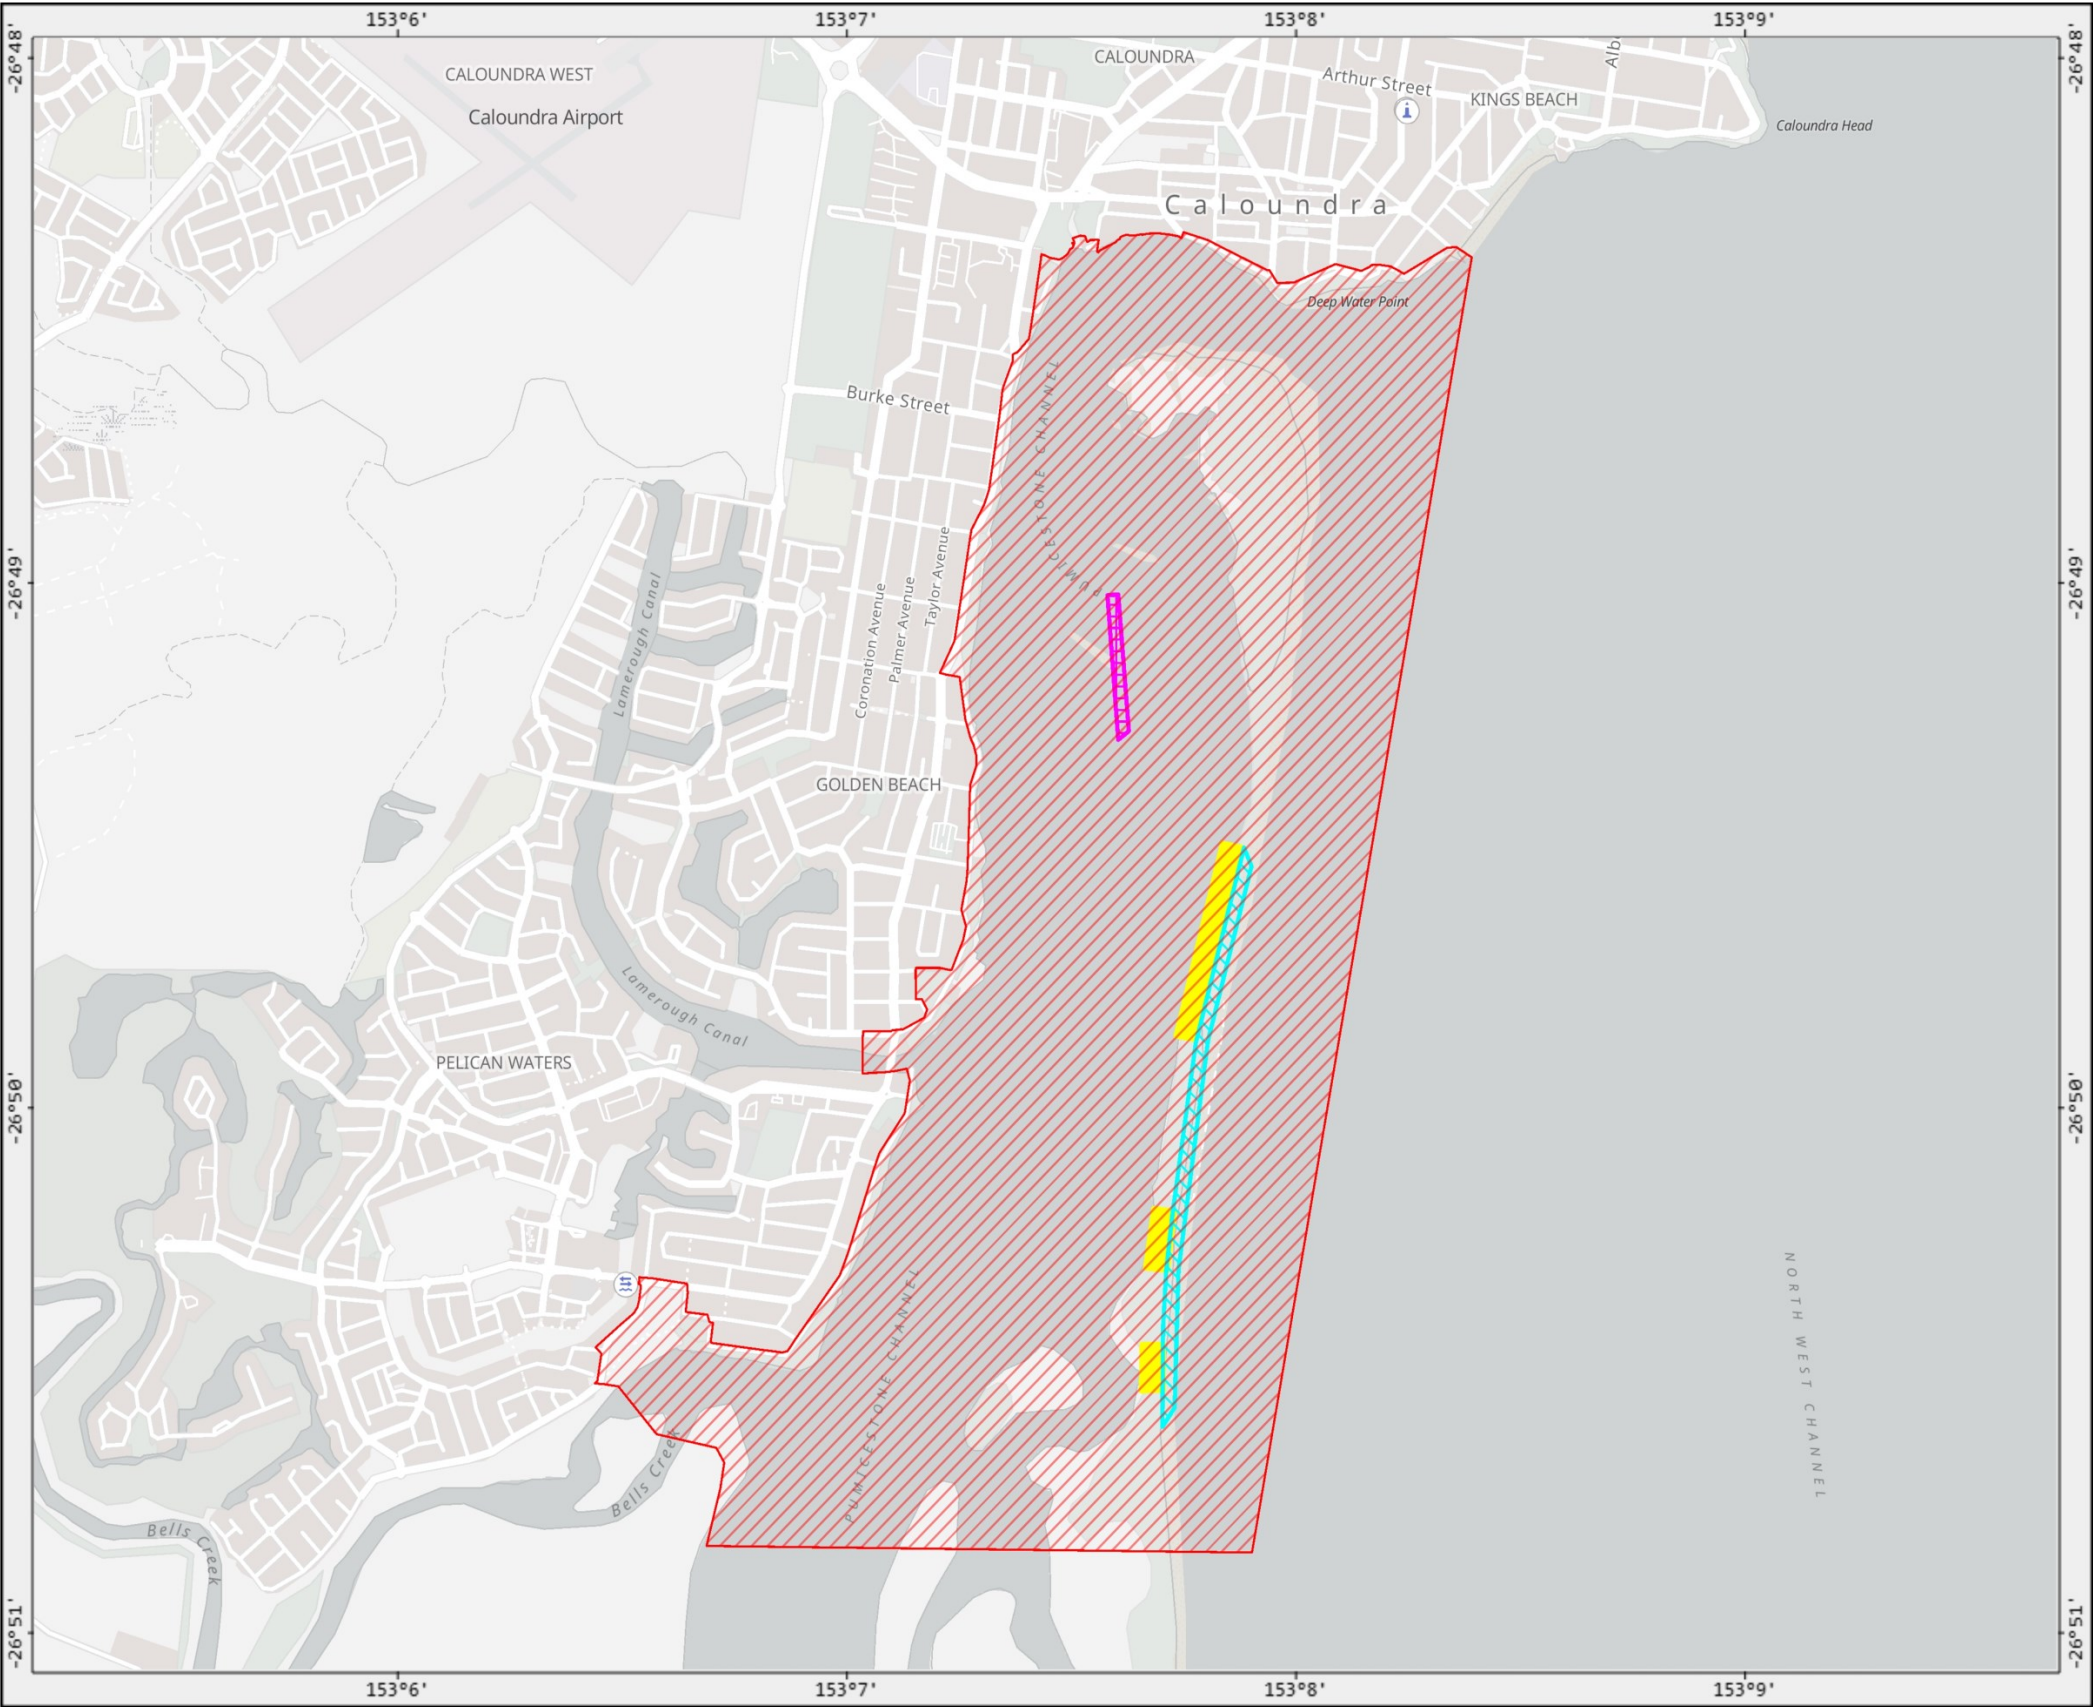 153°6'
153°7'
153°8'
153°9'
-26°48'
-26°48'
CALOUNDRA WEST
Caloundra Airport
CALOUNDRA
Arthur Street
KINGS BEACH
Caloundra Head
Caloundra
Deep Water Point
Burke Street
PUMICESTONE CHANNEL
-26°49'
-26°49'
Lamerough Canal
Coronation Avenue
Palmer Avenue
Taylor Avenue
GOLDEN BEACH
Lamerough Canal
PELICAN WATERS
-26°50'
-26°50'
PUMICESTONE CHANNEL
NORTH WEST CHANNEL
Bells Creek
Bells Creek
-26°51'
-26°51'
153°6'
153°7'
153°8'
153°9'